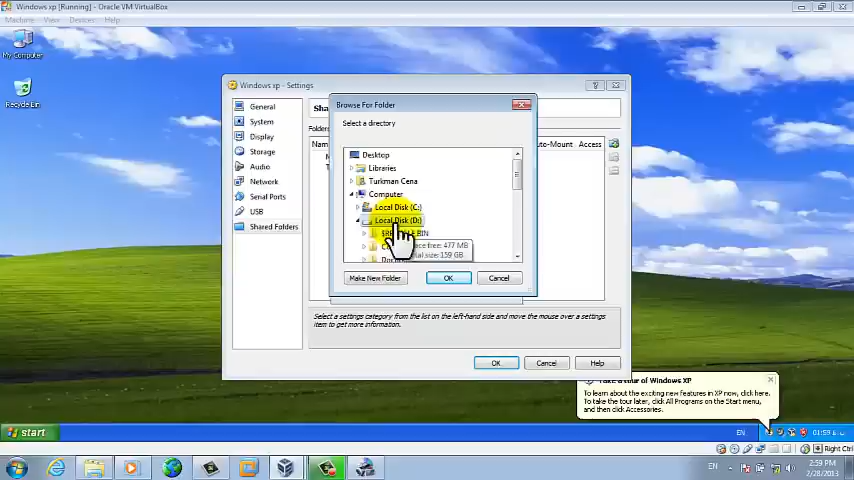 Windows xp [Running] - Oracle VM VirtualBox
Machine View Devices Help
My Computer
Recycle Bin
Windows xp - Settings
General
System
Display
Storage
Audio
Network
Serial Ports
USB
Shared Folders
Auto-Mount Access
Browse For Folder
Select a directory
Desktop
Libraries
Turkman Cena
Computer
Local Disk (C:)
Local Disk (D:)
free: 477 MB
size: 159 GB
Make New Folder OK Cancel
Select a settings category from the list on the left-hand side and move the mouse over a settings
item to get more information.
OK Cancel Help
Take a tour of Windows XP
To learn about the exciting new features in XP now, click here.
To take the tour later, click All Programs on the Start menu,
and then click Accessories.
start
EN
01:59
Right Ctrl
EN
2:59 PM
2/28/2013